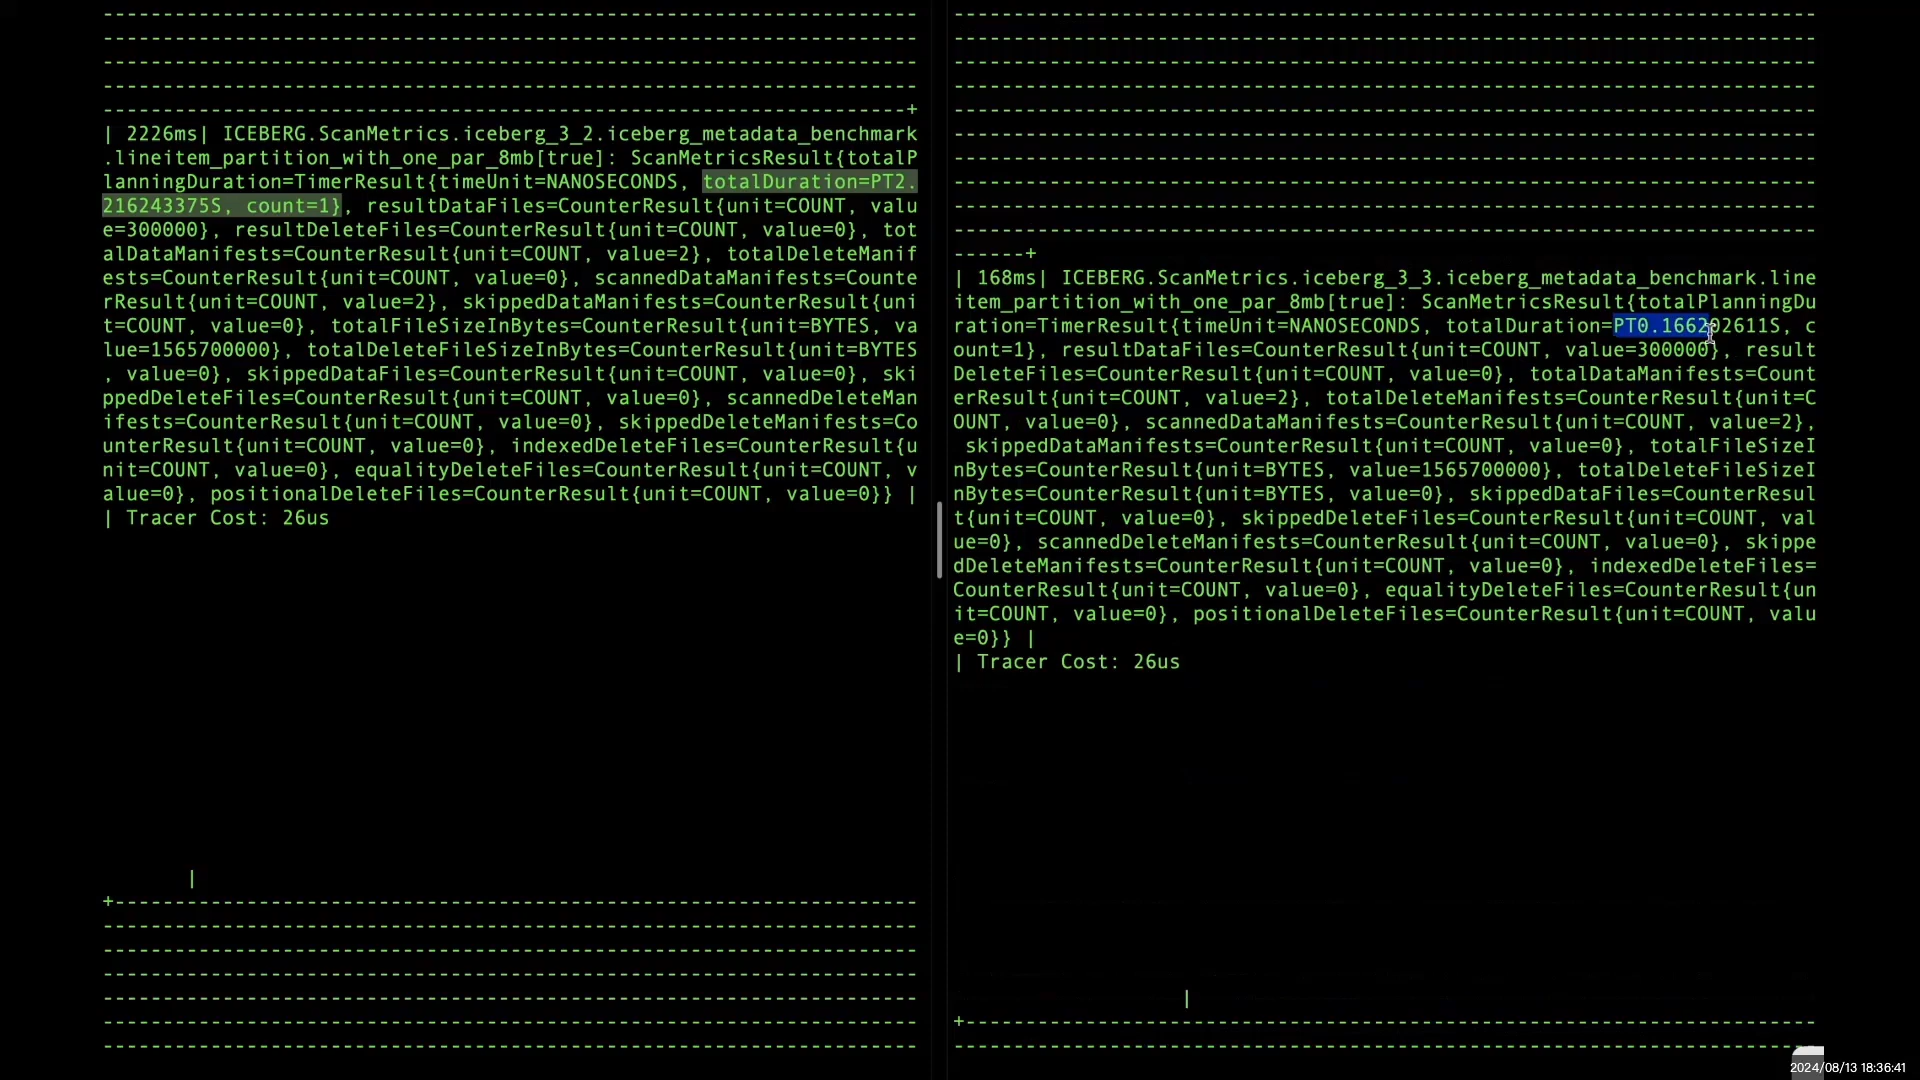 | 2226ms| ICEBERG.ScanMetrics.iceberg_3_2.iceberg_metadata_benchmark
.lineitem_partition_with_one_par_8mb[true]: ScanMetricsResult{totalP
lanningDuration=TimerResult{timeUnit=NANOSECONDS, totalDuration=PT2.
216243375S, count=1}, resultDataFiles=CounterResult{unit=COUNT, valu
e=300000}, resultDeleteFiles=CounterResult{unit=COUNT, value=0}, tot
alDataManifests=CounterResult{unit=COUNT, value=2}, totalDeleteManif
ests=CounterResult{unit=COUNT, value=0}, scannedDataManifests=Counte
rResult{unit=COUNT, value=2}, skippedDataManifests=CounterResult{uni
t=COUNT, value=0}, totalFileSizeInBytes=CounterResult{unit=BYTES, va
lue=1565700000}, totalDeleteFileSizeInBytes=CounterResult{unit=BYTES
, value=0}, skippedDataFiles=CounterResult{unit=COUNT, value=0}, ski
ppedDeleteFiles=CounterResult{unit=COUNT, value=0}, scannedDeleteMan
ifests=CounterResult{unit=COUNT, value=0}, skippedDeleteManifests=Co
unterResult{unit=COUNT, value=0}, indexedDeleteFiles=CounterResult{u
nit=COUNT, value=0}, equalityDeleteFiles=CounterResult{unit=COUNT, v
alue=0}, positionalDeleteFiles=CounterResult{unit=COUNT, value=0}} |
| Tracer Cost: 26us
| 168ms| ICEBERG.ScanMetrics.iceberg_3_3.iceberg_metadata_benchmark.line
item_partition_with_one_par_8mb[true]: ScanMetricsResult{totalPlanningDu
ration=TimerResult{timeUnit=NANOSECONDS, totalDuration=PT0.166202611S, c
ount=1}, resultDataFiles=CounterResult{unit=COUNT, value=300000}, result
DeleteFiles=CounterResult{unit=COUNT, value=0}, totalDataManifests=Count
erResult{unit=COUNT, value=2}, totalDeleteManifests=CounterResult{unit=C
OUNT, value=0}, scannedDataManifests=CounterResult{unit=COUNT, value=2},
skippedDataManifests=CounterResult{unit=COUNT, value=0}, totalFileSizeI
nBytes=CounterResult{unit=BYTES, value=1565700000}, totalDeleteFileSizeI
nBytes=CounterResult{unit=BYTES, value=0}, skippedDataFiles=CounterResul
t{unit=COUNT, value=0}, skippedDeleteFiles=CounterResult{unit=COUNT, val
ue=0}, scannedDeleteManifests=CounterResult{unit=COUNT, value=0}, skippe
dDeleteManifests=CounterResult{unit=COUNT, value=0}, indexedDeleteFiles=
CounterResult{unit=COUNT, value=0}, equalityDeleteFiles=CounterResult{un
it=COUNT, value=0}, positionalDeleteFiles=CounterResult{unit=COUNT, valu
e=0}} |
| Tracer Cost: 26us
2024/08/13 18:36:41